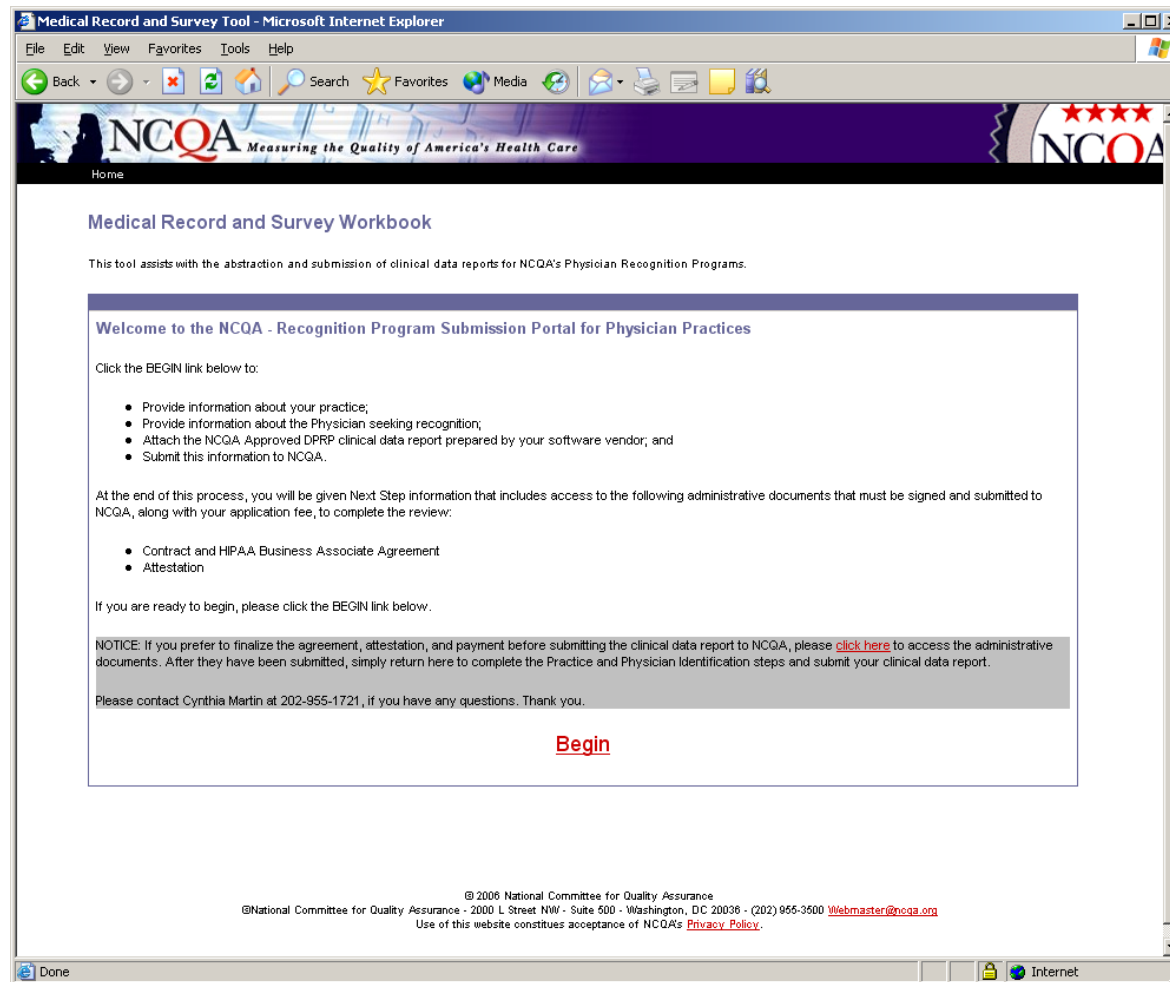 Medical Record and Survey Tool - Microsoft Internet Explorer
File Edit View Favorites Tools Help
Back Search Favorites Media
NCQA Measuring the Quality of America's Health Care
NCQA
Home
Medical Record and Survey Workbook
This tool assists with the abstraction and submission of clinical data reports for NCQA's Physician Recognition Programs.
Welcome to the NCQA - Recognition Program Submission Portal for Physician Practices
Click the BEGIN link below to:
● Provide information about your practice;
● Provide information about the Physician seeking recognition;
● Attach the NCQA Approved DPRP clinical data report prepared by your software vendor; and
● Submit this information to NCQA.
At the end of this process, you will be given Next Step information that includes access to the following administrative documents that must be signed and submitted to
NCQA, along with your application fee, to complete the review:
● Contract and HIPAA Business Associate Agreement
● Attestation
If you are ready to begin, please click the BEGIN link below.
NOTICE: If you prefer to finalize the agreement, attestation, and payment before submitting the clinical data report to NCQA, please click here to access the administrative
documents. After they have been submitted, simply return here to complete the Practice and Physician Identification steps and submit your clinical data report.
Please contact Cynthia Martin at 202-955-1721, if you have any questions. Thank you.
Begin
© 2006 National Committee for Quality Assurance
©National Committee for Quality Assurance - 2000 L Street NW - Suite 500 - Washington, DC 20036 - (202) 955-3500 Webmaster@ncqa.org
Use of this website constitues acceptance of NCQA's Privacy Policy.
Done Internet